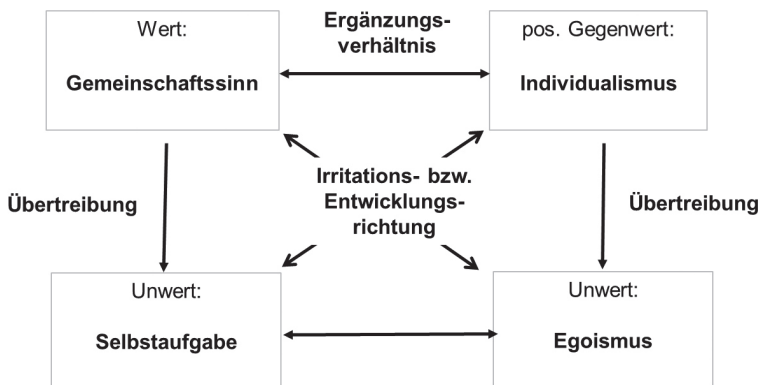 Wert:
Gemeinschaftssinn
Ergänzungs-
verhältnis
pos. Gegenwert:
Individualismus
Übertreibung
Irritations- bzw.
Entwicklungs-
richtung
Übertreibung
Unwert:
Selbstaufgabe
Unwert:
Egoismus